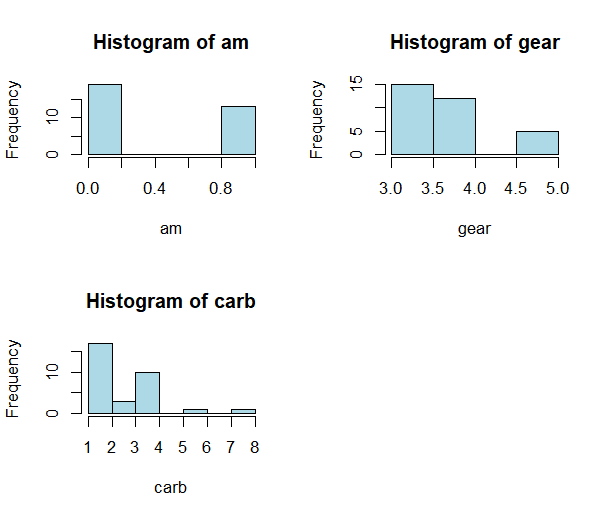 Histogram of am
Frequency
0
10
0.0 0.4 0.8
am
Histogram of gear
Frequency
0 5 15
3.0 3.5 4.0 4.5 5.0
gear
Histogram of carb
Frequency
0 10
1 2 3 4 5 6 7 8
carb